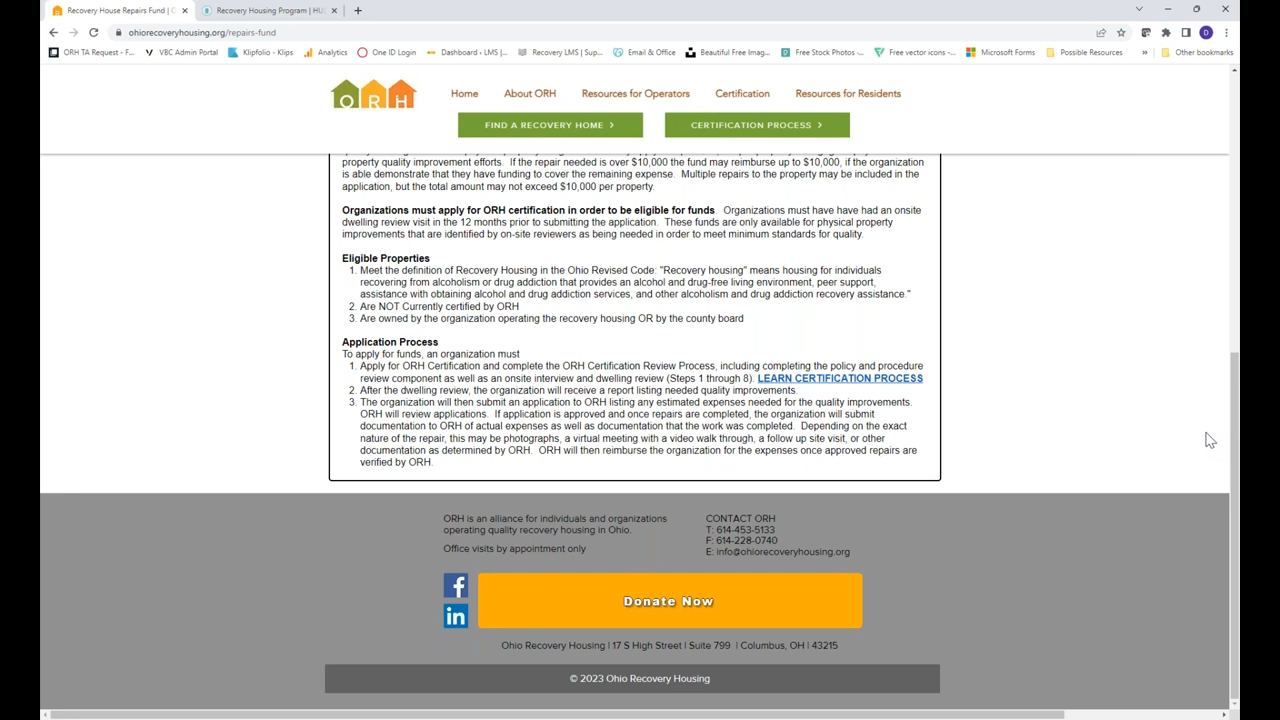 Recovery House Repairs Fund | O
Recovery Housing Program | HU
ohiorecoveryhousing.org/repairs-fund
ORH TA Request - F...
VBC Admin Portal
Klipfolio - Klips
Analytics
One ID Login
Dashboard ‹ LMS |...
Recovery LMS | Sup...
Email & Office
Beautiful Free Imag...
Free Stock Photos -...
Free vector icons -...
Microsoft Forms
Possible Resources
»
Other bookmarks
D
O R H
Home
About ORH
Resources for Operators
Certification
Resources for Residents
FIND A RECOVERY HOME >
CERTIFICATION PROCESS >
property quality improvement efforts. If the repair needed is over $10,000 the fund may reimburse up to $10,000, if the organization
is able demonstrate that they have funding to cover the remaining expense. Multiple repairs to the property may be included in the
application, but the total amount may not exceed $10,000 per property.
Organizations must apply for ORH certification in order to be eligible for funds. Organizations must have have had an onsite
dwelling review visit in the 12 months prior to submitting the application. These funds are only available for physical property
improvements that are identified by on-site reviewers as being needed in order to meet minimum standards for quality.
Eligible Properties
1. Meet the definition of Recovery Housing in the Ohio Revised Code: "Recovery housing" means housing for individuals
recovering from alcoholism or drug addiction that provides an alcohol and drug-free living environment, peer support,
assistance with obtaining alcohol and drug addiction services, and other alcoholism and drug addiction recovery assistance."
2. Are NOT Currently certified by ORH
3. Are owned by the organization operating the recovery housing OR by the county board
Application Process
To apply for funds, an organization must
1. Apply for ORH Certification and complete the ORH Certification Review Process, including completing the policy and procedure
review component as well as an onsite interview and dwelling review (Steps 1 through 8). LEARN CERTIFICATION PROCESS
2. After the dwelling review, the organization will receive a report listing needed quality improvements.
3. The organization will then submit an application to ORH listing any estimated expenses needed for the quality improvements.
ORH will review applications. If application is approved and once repairs are completed, the organization will submit
documentation to ORH of actual expenses as well as documentation that the work was completed. Depending on the exact
nature of the repair, this may be photographs, a virtual meeting with a video walk through, a follow up site visit, or other
documentation as determined by ORH. ORH will then reimburse the organization for the expenses once approved repairs are
verified by ORH.
ORH is an alliance for individuals and organizations
operating quality recovery housing in Ohio.
Office visits by appointment only
CONTACT ORH
T: 614-453-5133
F: 614-228-0740
E: info@ohiorecoveryhousing.org
f
in
Donate Now
Ohio Recovery Housing | 17 S High Street | Suite 799 | Columbus, OH | 43215
© 2023 Ohio Recovery Housing